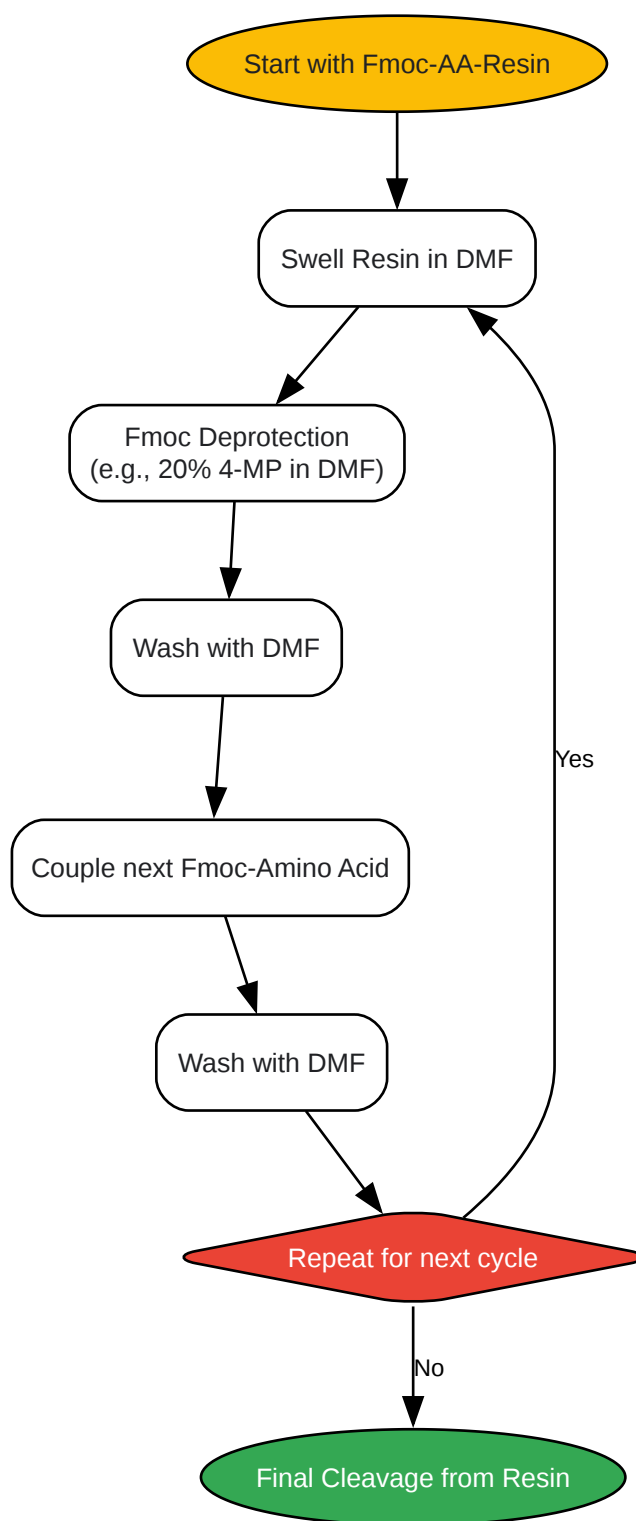 Start with Fmoc-AA-Resin
Swell Resin in DMF
Fmoc Deprotection
(e.g., 20% 4-MP in DMF)
Wash with DMF
Yes
Couple next Fmoc-Amino Acid
Wash with DMF
Repeat for next cycle
No
Final Cleavage from Resin